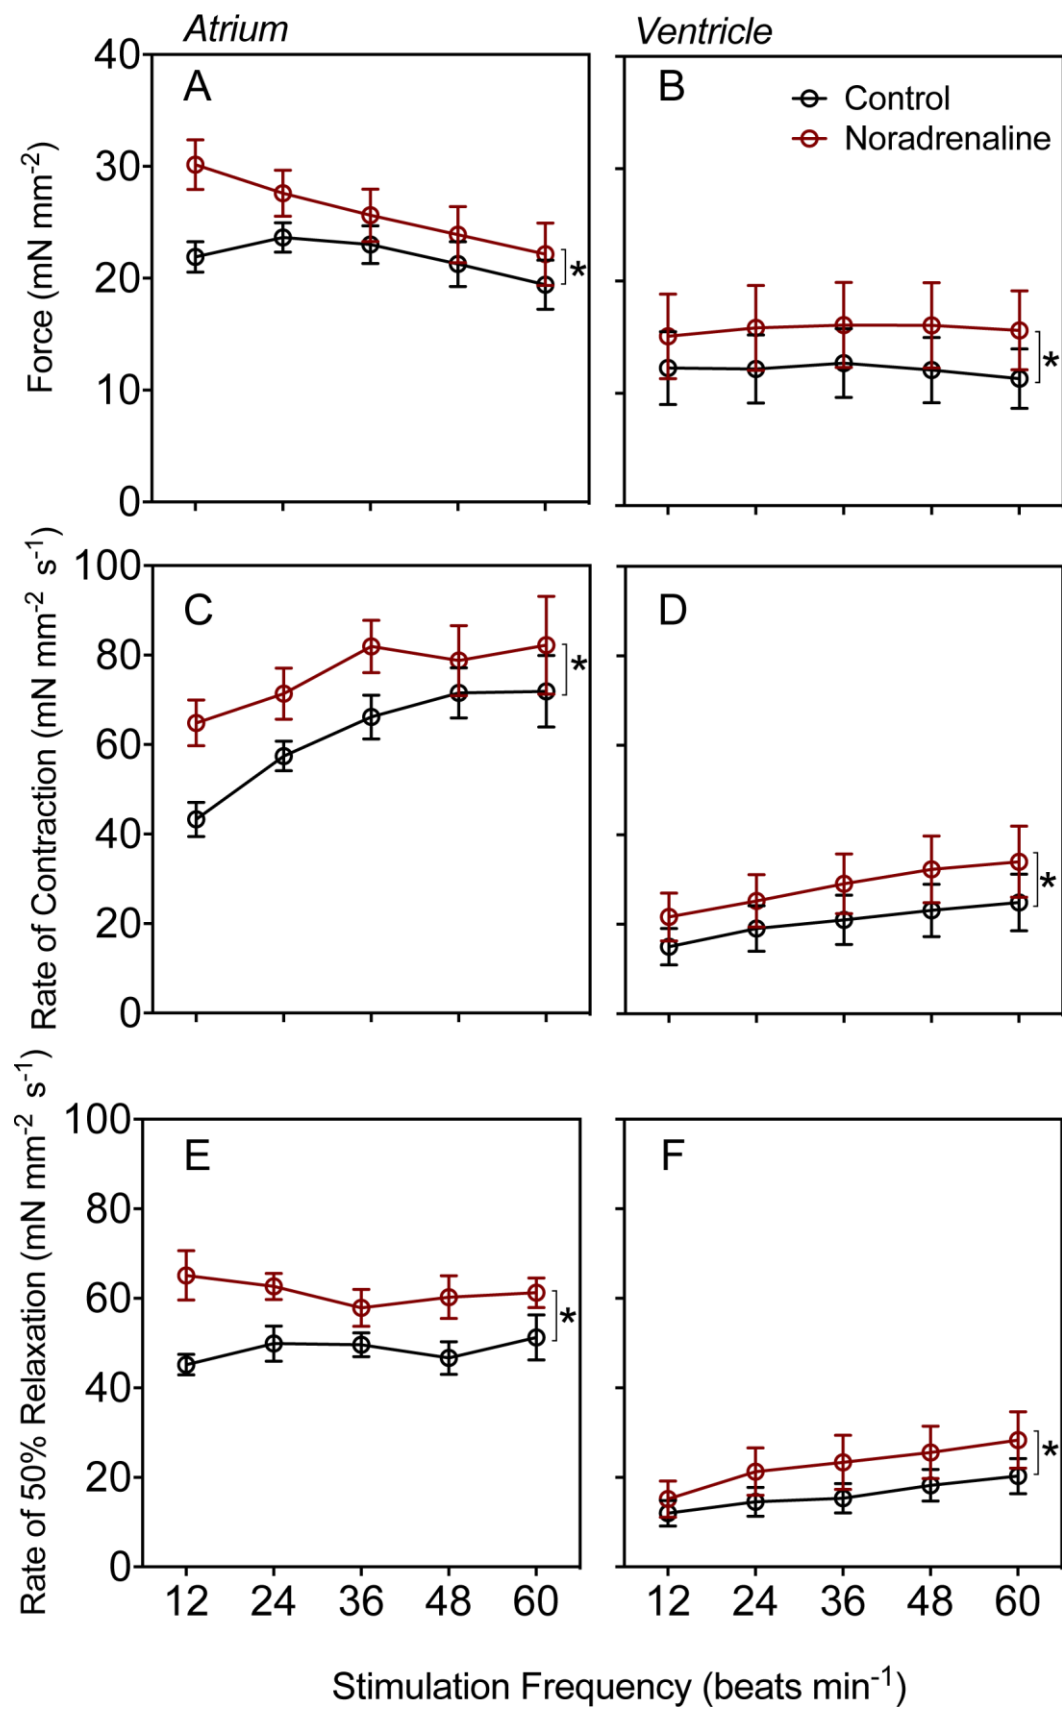 Atrium
Ventricle
40
30
20
10
0
Force (mN mm⁻²)
A
*
B
Control
Noradrenaline
*
100
80
60
40
20
0
Rate of Contraction (mN mm⁻² s⁻¹)
C
*
D
*
100
80
60
40
20
0
Rate of 50% Relaxation (mN mm⁻² s⁻¹)
E
*
F
*
12 24 36 48 60
12 24 36 48 60
Stimulation Frequency (beats min⁻¹)